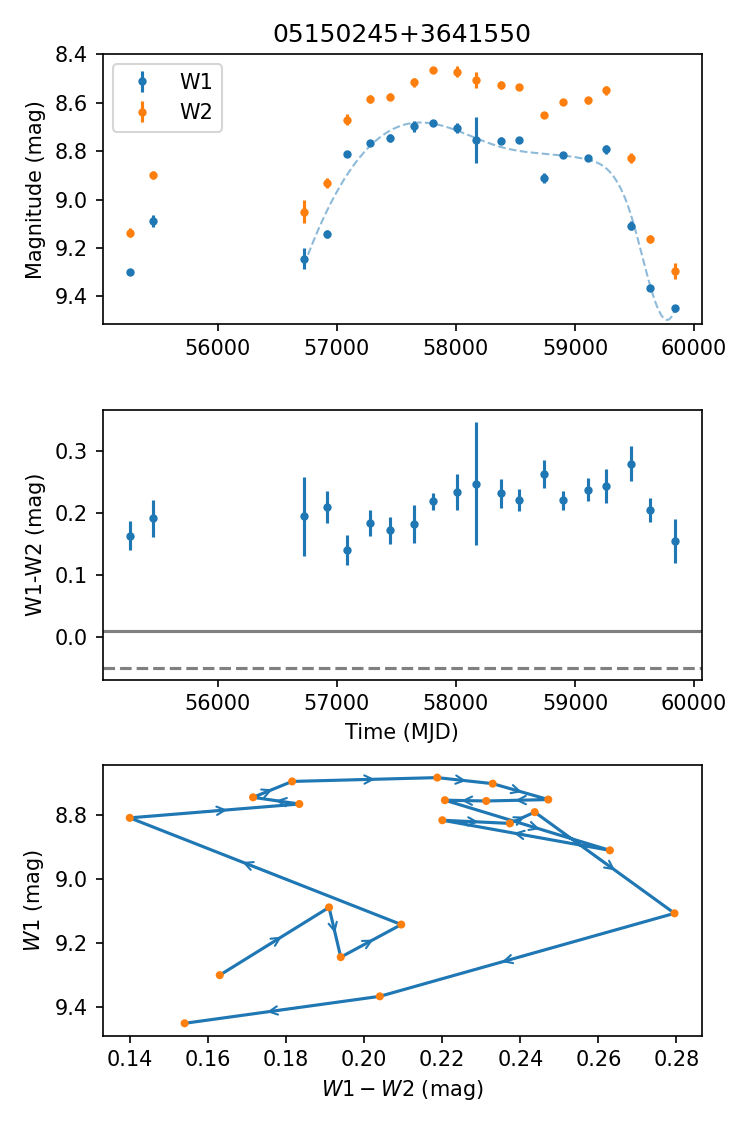 05150245+3641550
8.4
8.6
8.8
9.0
9.2
9.4
Magnitude (mag)
W1
W2
56000 57000 58000 59000 60000
0.3
0.2
0.1
0.0
W1-W2 (mag)
56000 57000 58000 59000 60000
Time (MJD)
8.8
9.0
9.2
9.4
W1 (mag)
0.14 0.16 0.18 0.20 0.22 0.24 0.26 0.28
W1 − W2 (mag)